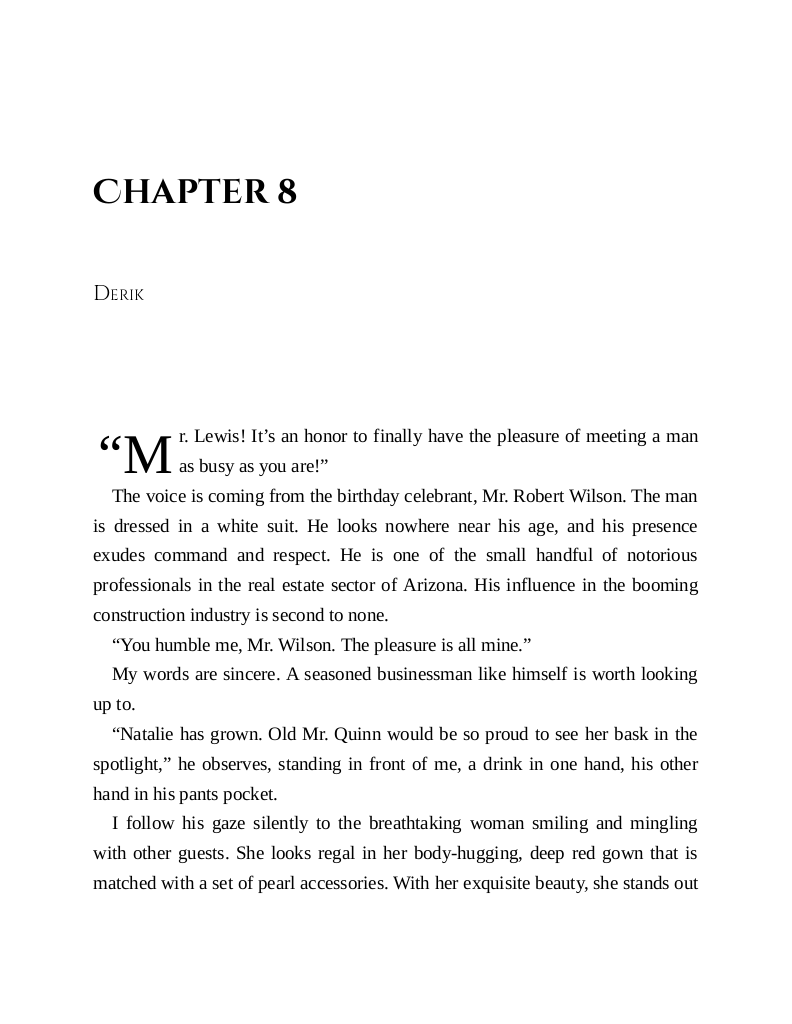 CHAPTER 8
DERIK
“Mr. Lewis! It’s an honor to finally have the pleasure of meeting a man
as busy as you are!”
The voice is coming from the birthday celebrant, Mr. Robert Wilson. The man
is dressed in a white suit. He looks nowhere near his age, and his presence
exudes command and respect. He is one of the small handful of notorious
professionals in the real estate sector of Arizona. His influence in the booming
construction industry is second to none.
“You humble me, Mr. Wilson. The pleasure is all mine.”
My words are sincere. A seasoned businessman like himself is worth looking
up to.
“Natalie has grown. Old Mr. Quinn would be so proud to see her bask in the
spotlight,” he observes, standing in front of me, a drink in one hand, his other
hand in his pants pocket.
I follow his gaze silently to the breathtaking woman smiling and mingling
with other guests. She looks regal in her body-hugging, deep red gown that is
matched with a set of pearl accessories. With her exquisite beauty, she stands out